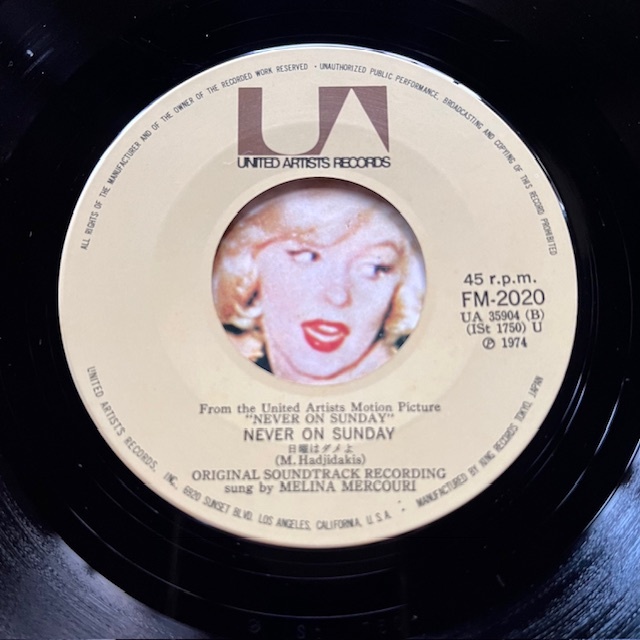 ALL RIGHTS OF THE MANUFACTURER AND OF THE OWNER OF THE RECORDED WORK RESERVED · UNAUTHORIZED PUBLIC PERFORMANCE, BROADCASTING AND COPYING OF THIS RECORD PROHIBITED
UA
UNITED ARTISTS RECORDS
45 r.p.m.
FM-2020
UA 35904 (B)
(ISt 1750) U
℗ 1974
From the United Artists Motion Picture
"NEVER ON SUNDAY"
NEVER ON SUNDAY
日曜はダメよ
(M. Hadjidakis)
ORIGINAL SOUNDTRACK RECORDING
sung by MELINA MERCOURI
UNITED ARTISTS RECORDS, INC., 6920 SUNSET BLVD. LOS ANGELES, CALIFORNIA, U.S.A. · MANUFACTURED BY KING RECORDS TOKYO, JAPAN